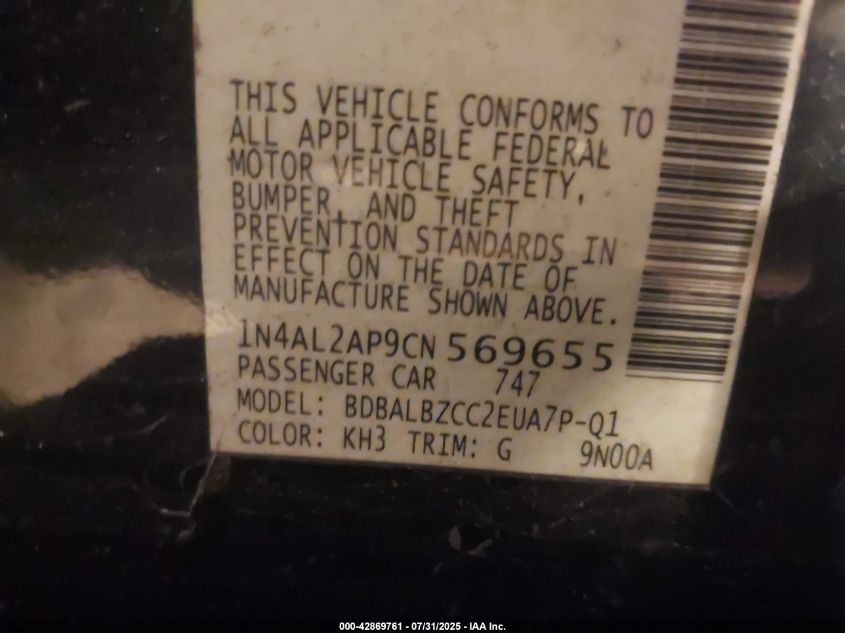 THIS VEHICLE CONFORMS TO
ALL APPLICABLE FEDERAL
MOTOR VEHICLE SAFETY,
BUMPER, AND THEFT
PREVENTION STANDARDS IN
EFFECT ON THE DATE OF
MANUFACTURE SHOWN ABOVE.
1N4AL2AP9CN 569655
PASSENGER CAR 747
MODEL: BDBALBZCC2EUA7P-Q1
COLOR: KH3 TRIM: G 9N00A
000-42869761 - 07/31/2025 - IAA Inc.